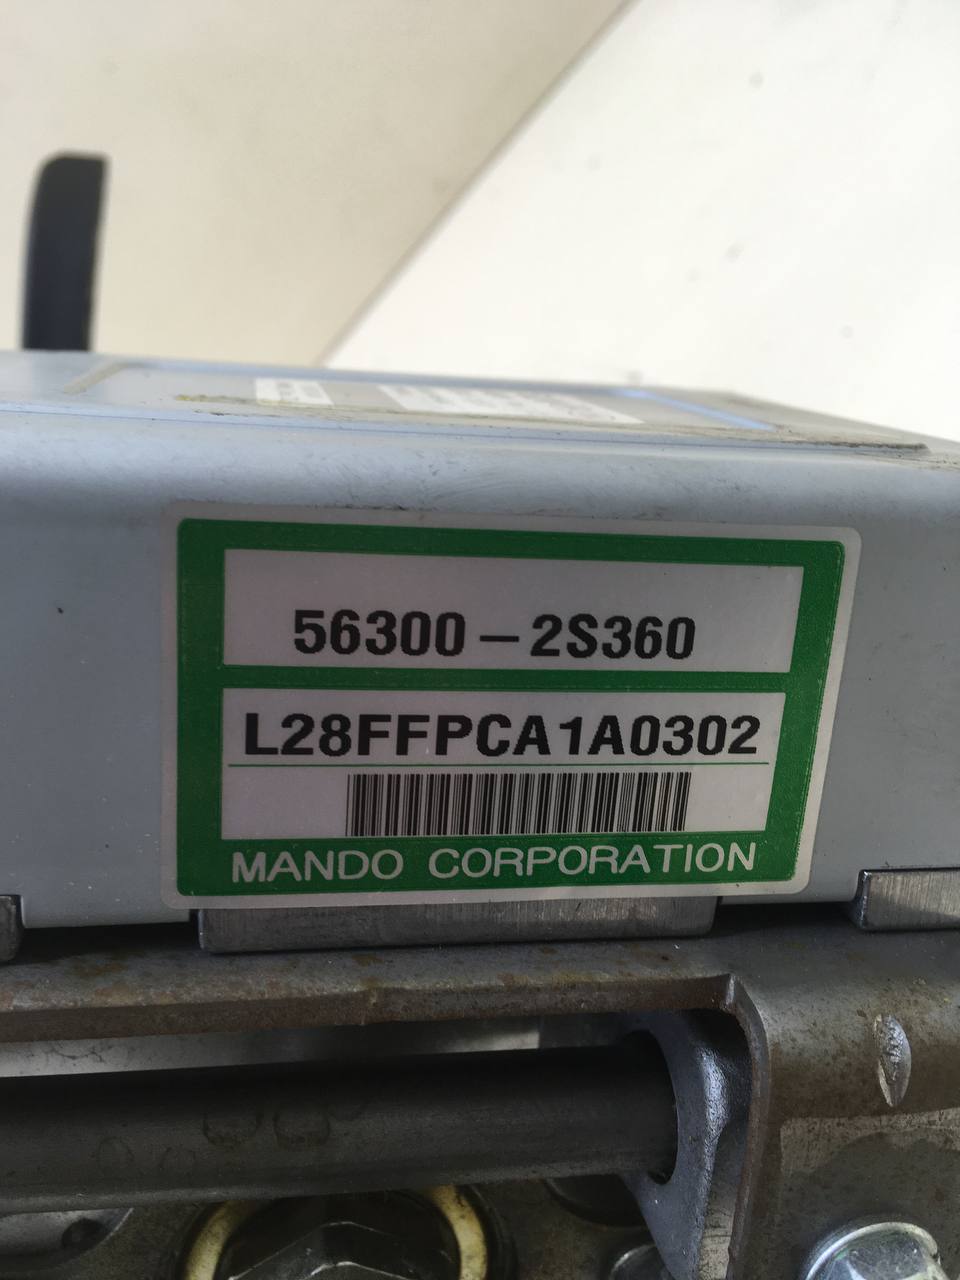 56300-2S360
L28FFPCA1A0302
MANDO CORPORATION